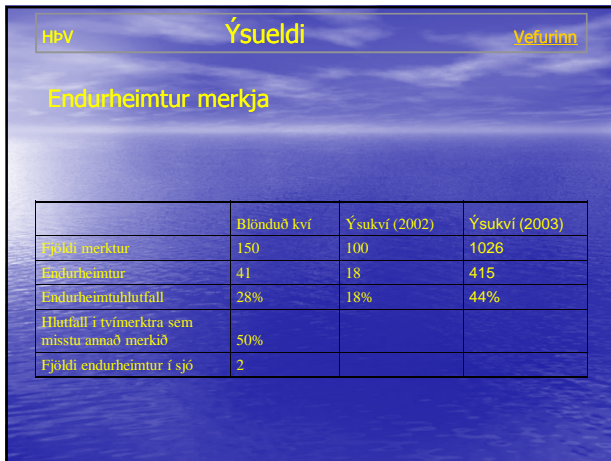 HÞV Ýsueldi Vefurinn
Endurheimtur merkja
Blönduð kví Ýsukví (2002) Ýsukví (2003)
Fjöldi merktur 150 100 1026
Endurheimtur 41 18 415
Endurheimtuhlutfall 28% 18% 44%
Hlutfall i tvímerktra sem
misstu annað merkið 50%
Fjöldi endurheimtur í sjó 2